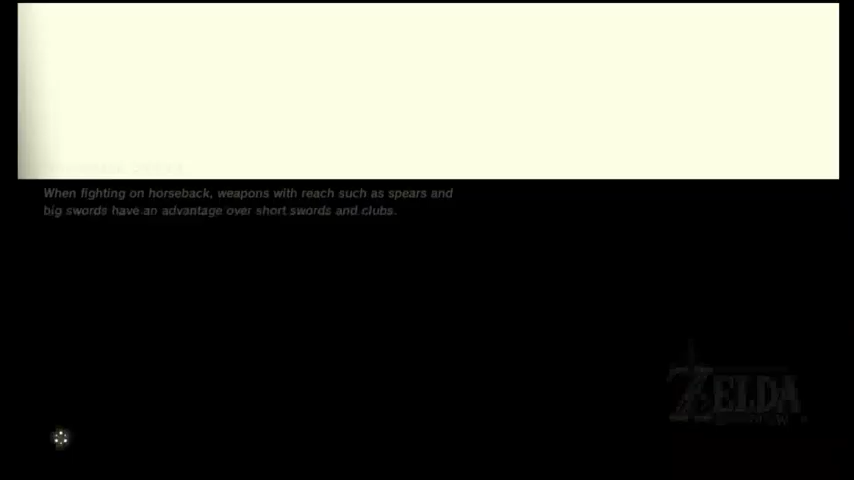 When fighting on horseback, weapons with reach such as spears and
big swords have an advantage over short swords and clubs.
ZELDA